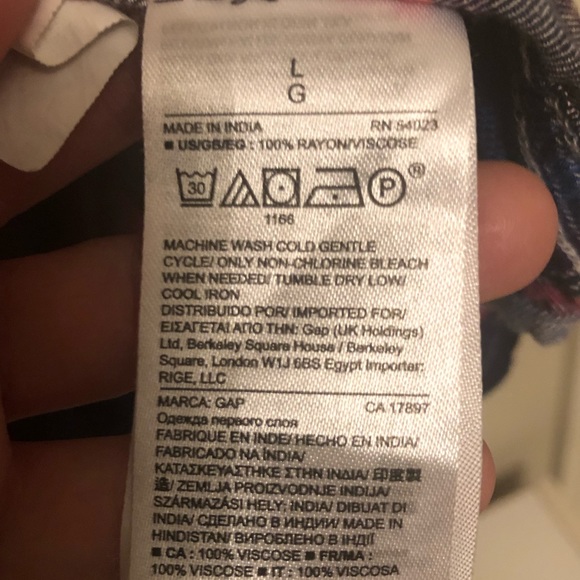 L
G
MADE IN INDIA RN 54023
■ US/GB/EG : 100% RAYON/VISCOSE
30
P
®
1166
MACHINE WASH COLD GENTLE
CYCLE/ ONLY NON-CHLORINE BLEACH
WHEN NEEDED/ TUMBLE DRY LOW/
COOL IRON
DISTRIBUIDO POR/ IMPORTED FOR/
ΕΙΣΑΓΕΤΑΙ ΑΠΟ ΤΗΝ: Gap (UK Holdings)
Ltd, Berkeley Square House / Berkeley
Square, London W1J 6BS Egypt Importer:
RIGE, LLC
MARCA: GAP CA 17897
Одежда первого слоя
FABRIQUE EN INDE/ HECHO EN INDIA/
FABRICADO NA ÍNDIA/
ΚΑΤΑΣΚΕΥΑΣΤΗΚΕ ΣΤΗΝ ΙΝΔΙΑ/ 印度製
造/ ZEMLJA PROIZVODNJE INDIJA/
SZÁRMAZÁSI HELY: INDIA/ DIBUAT DI
INDIA/ СДЕЛАНО В ИНДИИ/ MADE IN
HINDISTAN/ ВИРОБЛЕНО В ІНДІЇ
■ CA : 100% VISCOSE ■ FR/MA :
100% VISCOSE ■ IT : 100% VISCOSA